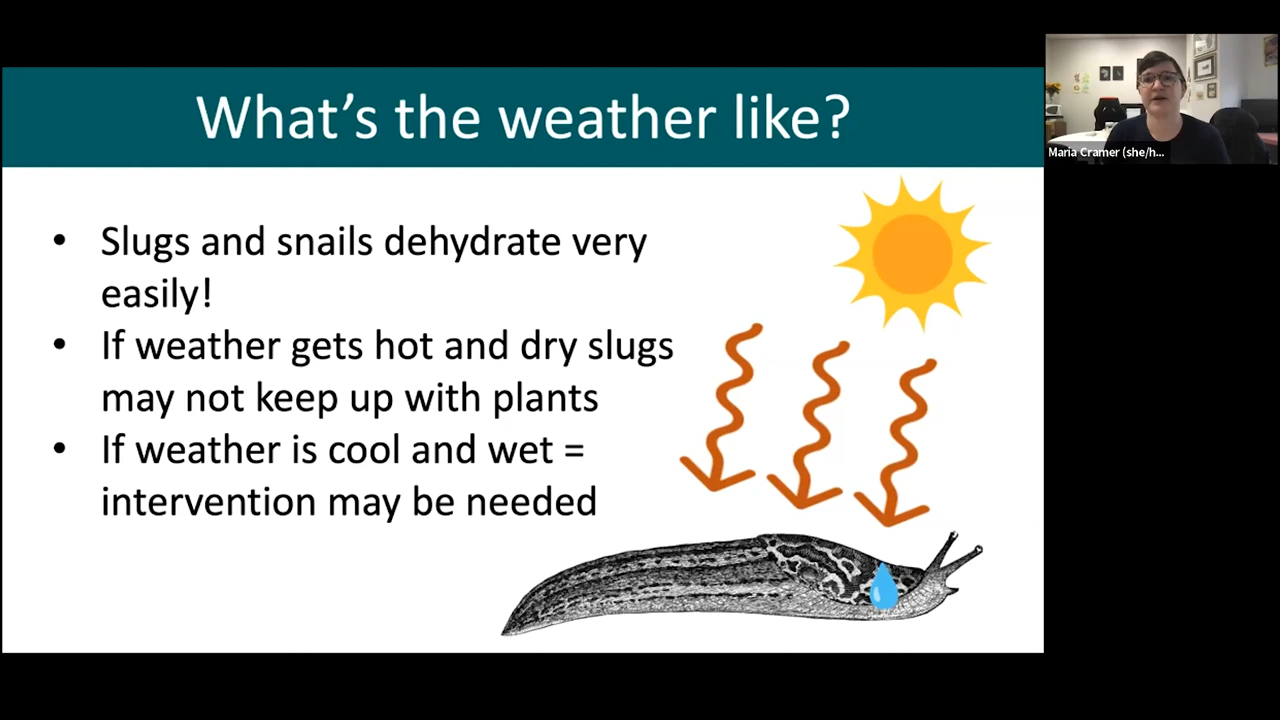 What's the weather like?
• Slugs and snails dehydrate very
easily!
• If weather gets hot and dry slugs
may not keep up with plants
• If weather is cool and wet =
intervention may be needed
Maria Cramer (she/h...